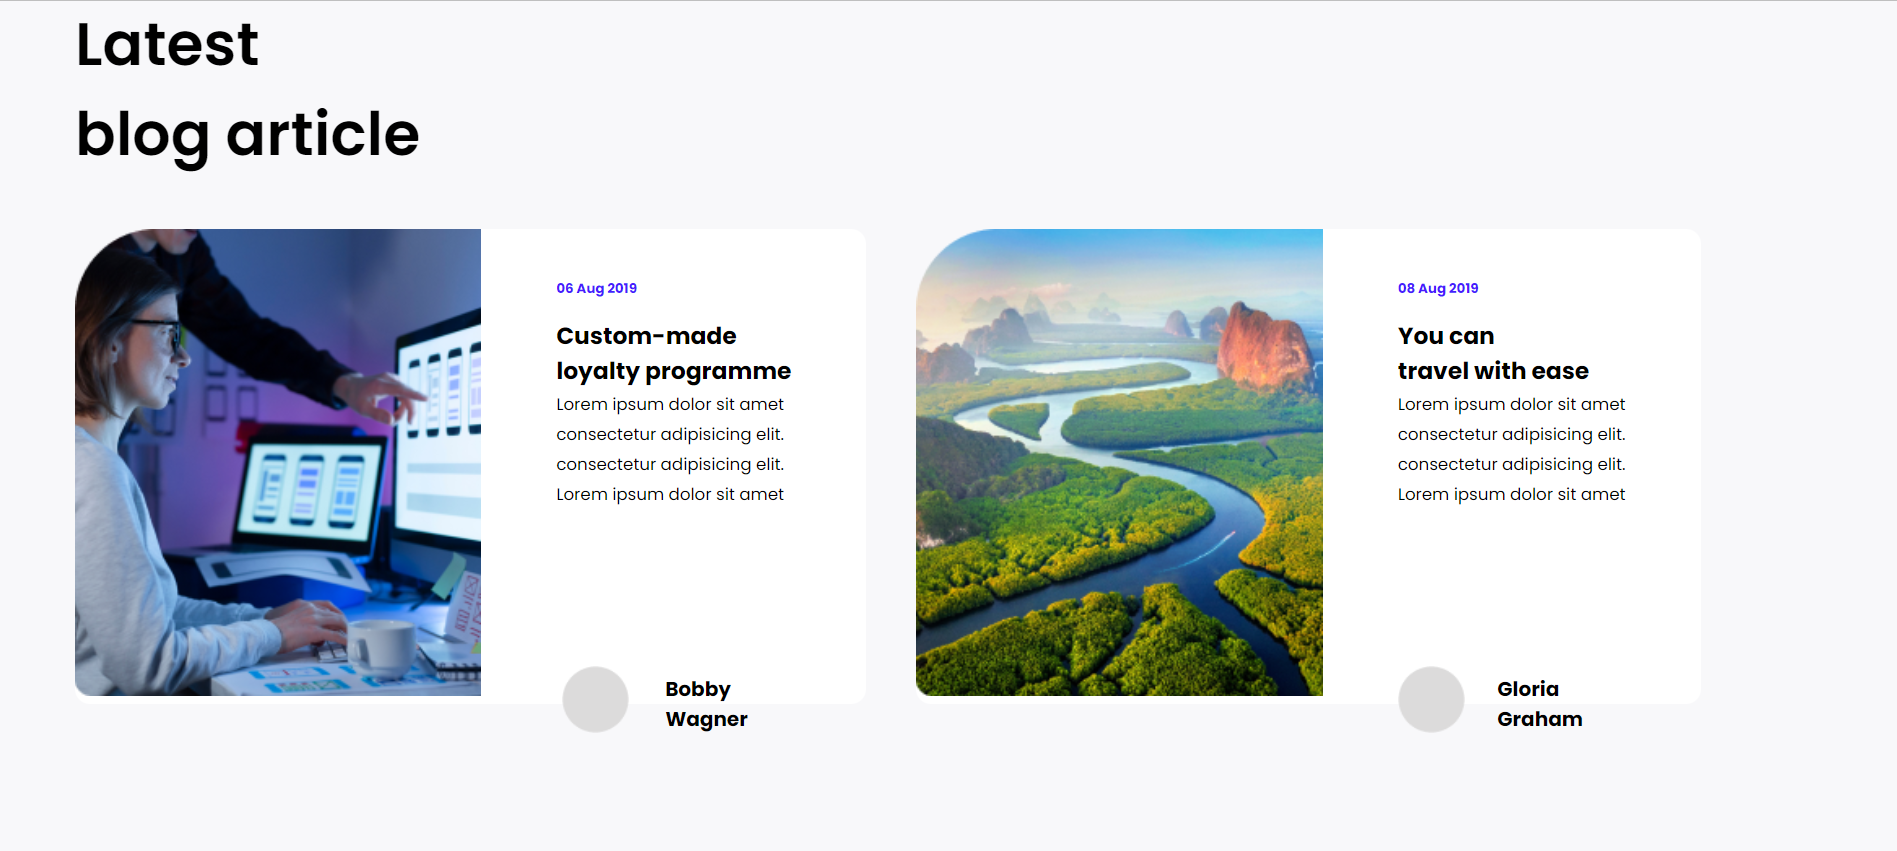 Latest
blog article
06 Aug 2019
Custom-made
loyalty programme
Lorem ipsum dolor sit amet
consectetur adipisicing elit.
consectetur adipisicing elit.
Lorem ipsum dolor sit amet
Bobby
Wagner
08 Aug 2019
You can
travel with ease
Lorem ipsum dolor sit amet
consectetur adipisicing elit.
consectetur adipisicing elit.
Lorem ipsum dolor sit amet
Gloria
Graham